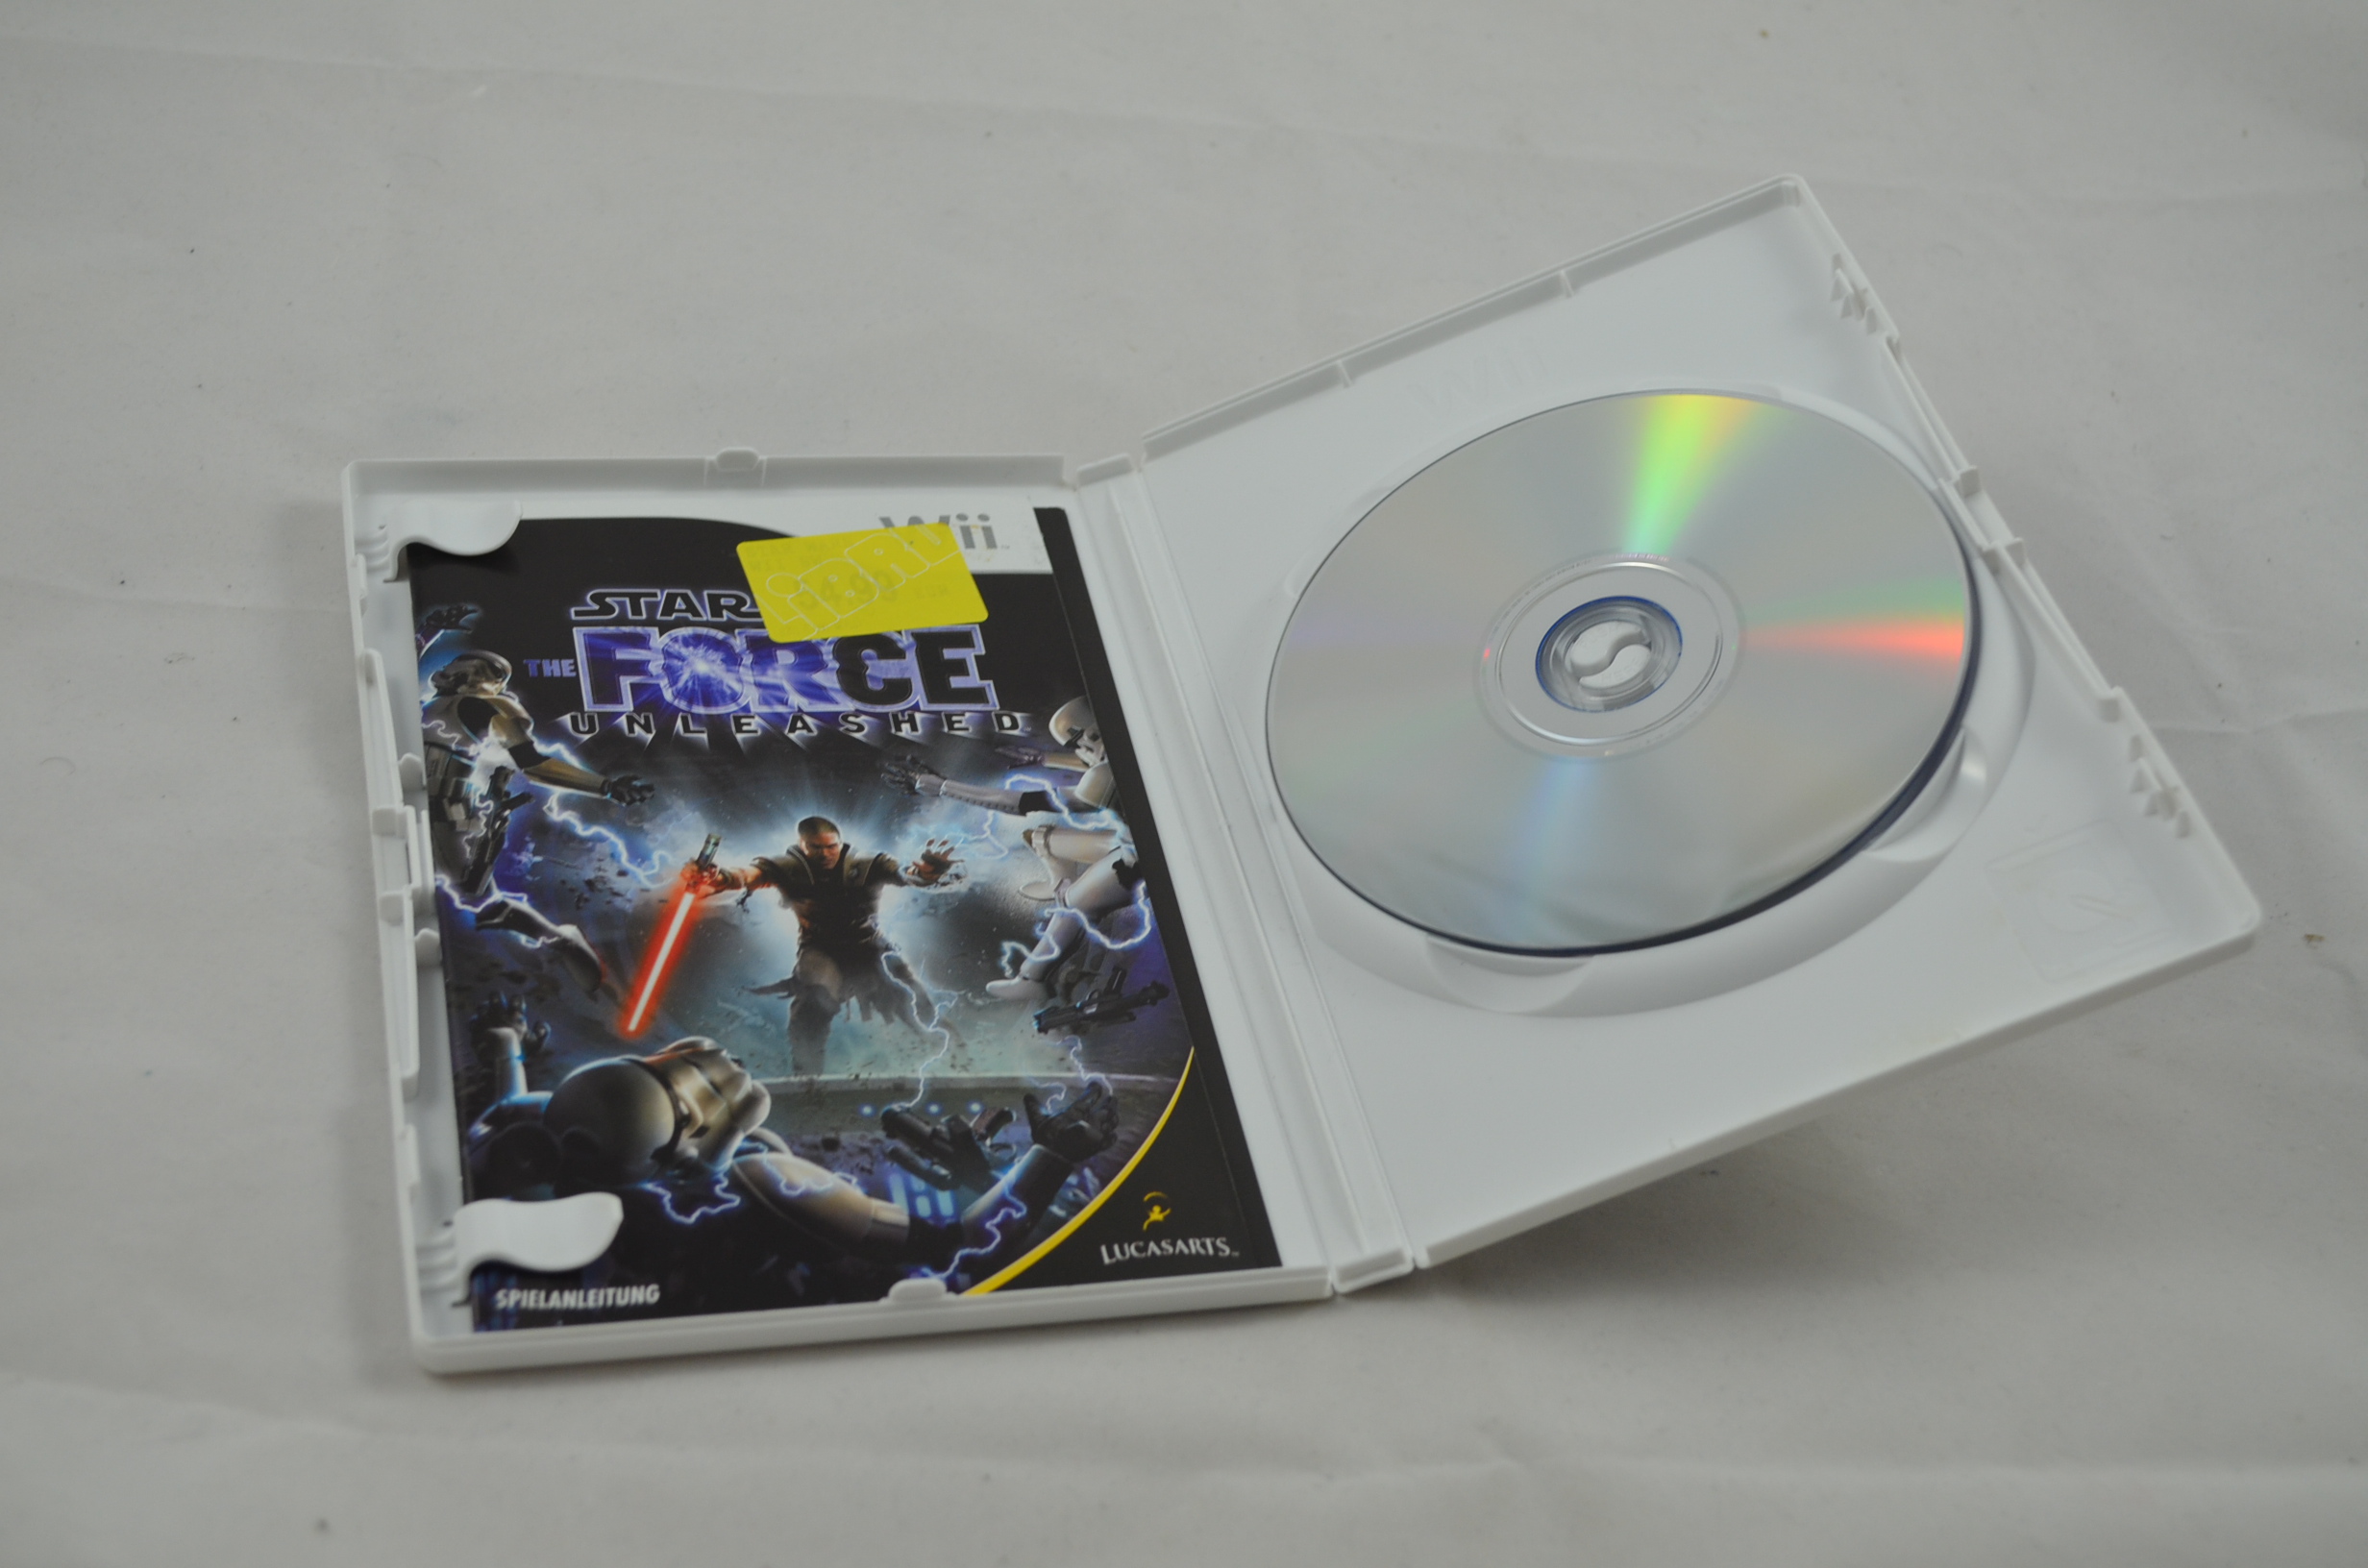 Wii
STAR
THE FORCE
UNLEASHED
LUCASARTS
SPIELANLEITUNG